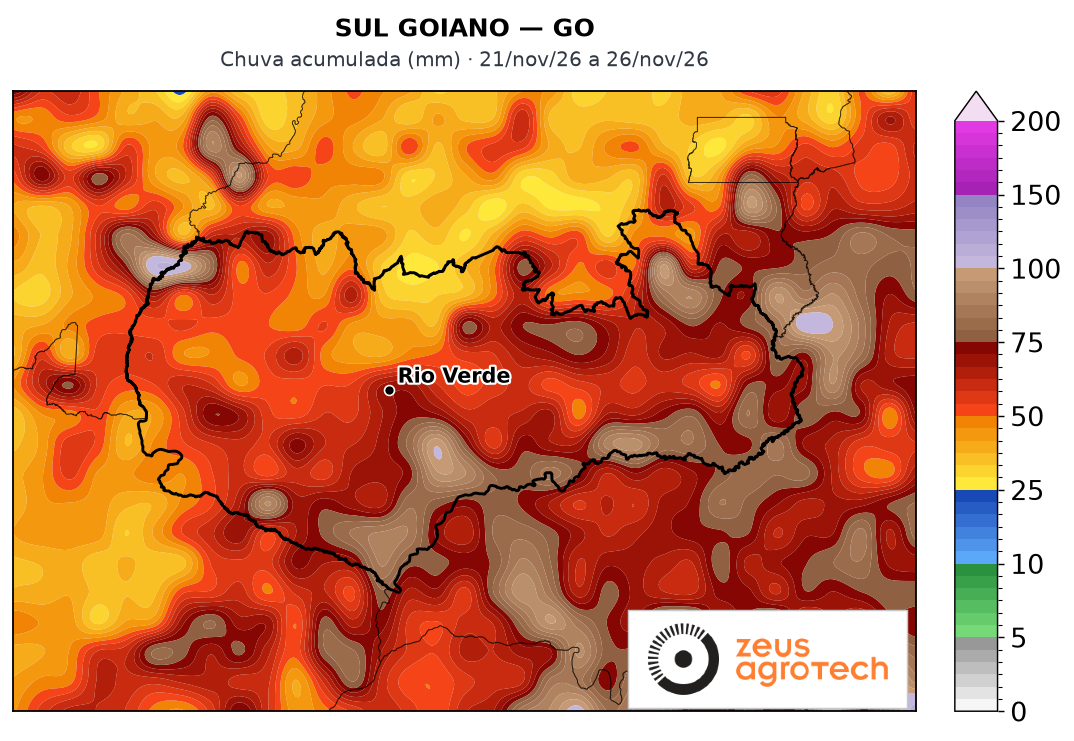 SUL GOIANO — GO
Chuva acumulada (mm) · 21/nov/26 a 26/nov/26
200
150
100
75
50
25
10
5
0
Rio Verde
zeus
agrotech